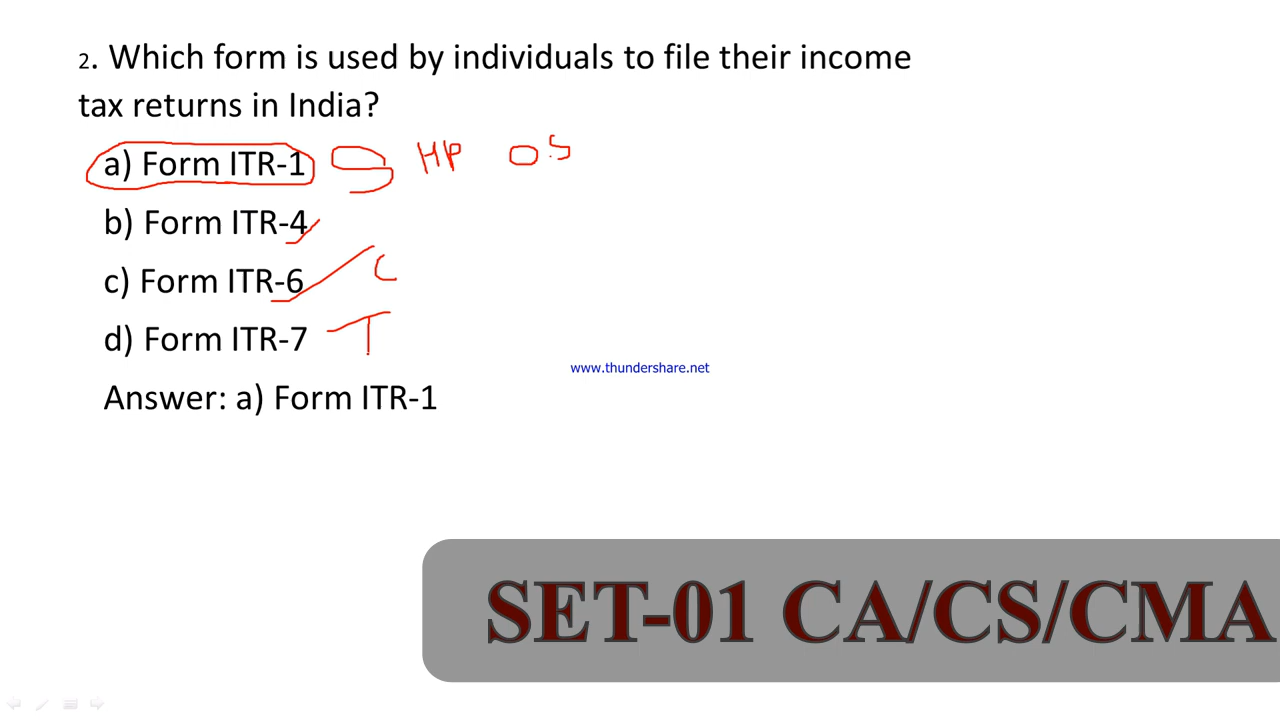 2. Which form is used by individuals to file their income
tax returns in India?
a) Form ITR-1 S HP OS
b) Form ITR-4
c) Form ITR-6 C
d) Form ITR-7 T
www.thundershare.net
Answer: a) Form ITR-1
SET-01 CA/CS/CMA